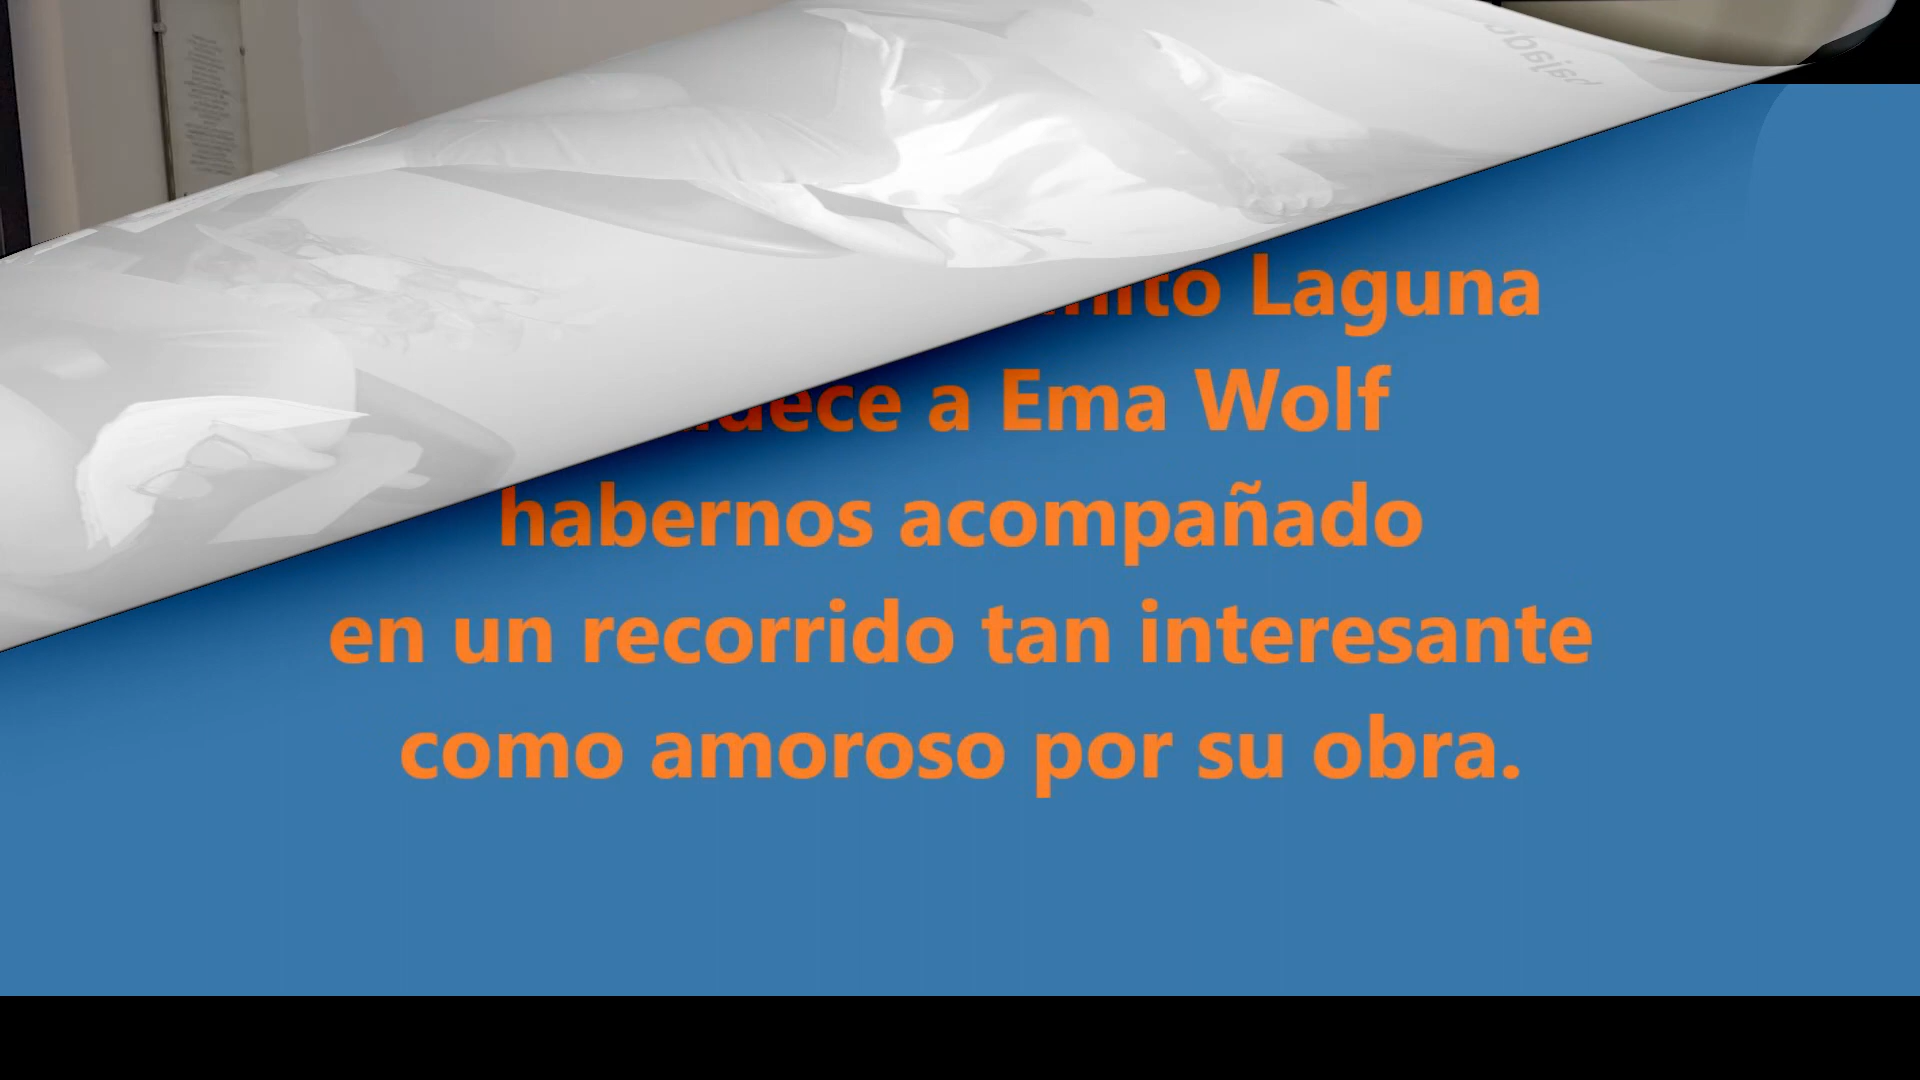 Laguna
a Ema Wolf
habernos acompañado
en un recorrido tan interesante
como amoroso por su obra.